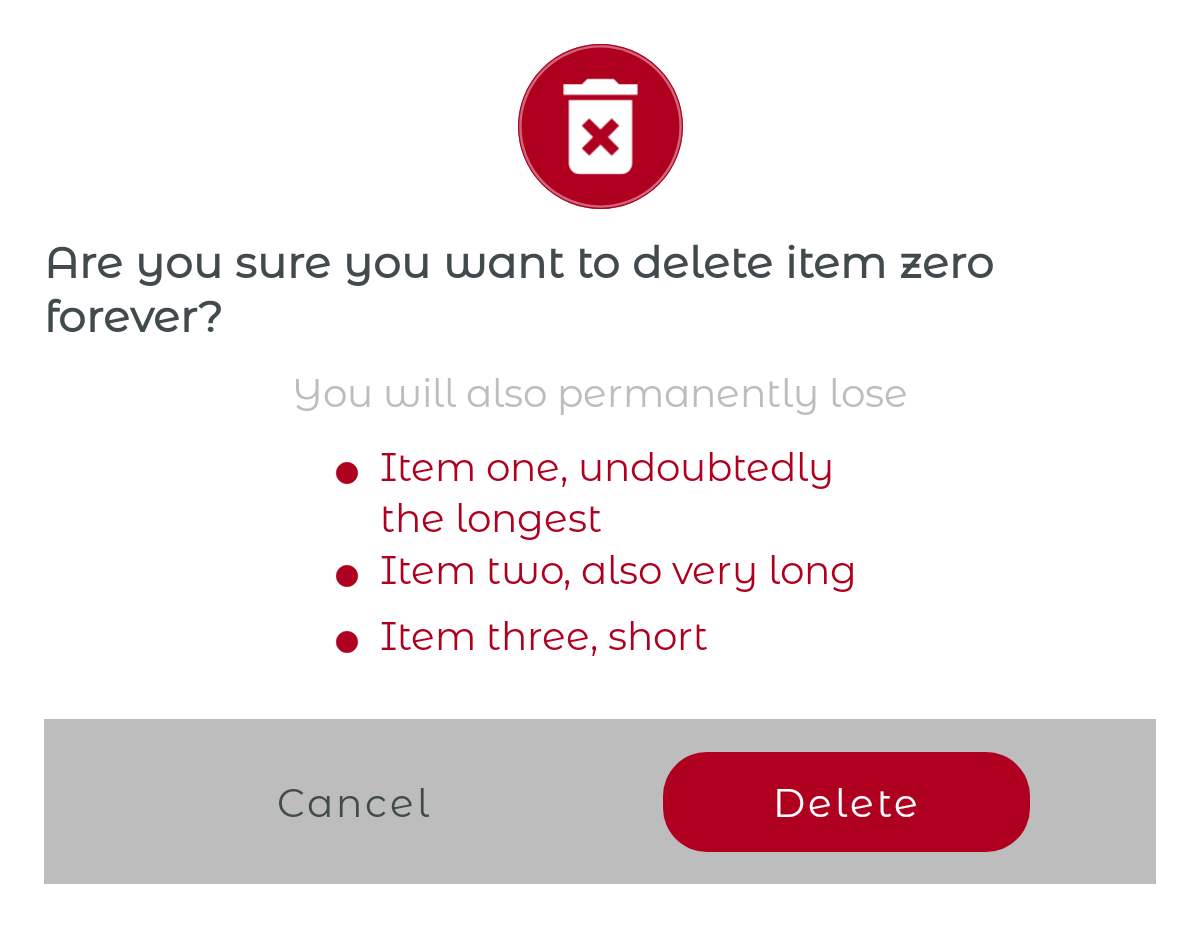 Are you sure you want to delete item zero
forever?
You will also permanently lose
Item one, undoubtedly
the longest
Item two, also very long
Item three, short
Cancel
Delete